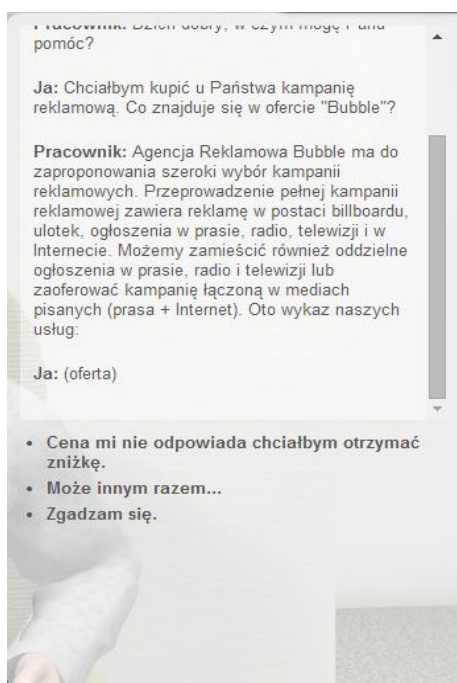 pomóc?
Ja: Chciałbym kupić u Państwa kampanię
reklamową. Co znajduje się w ofercie "Bubble"?
Pracownik: Agencja Reklamowa Bubble ma do
zaproponowania szeroki wybór kampanii
reklamowych. Przeprowadzenie pełnej kampanii
reklamowej zawiera reklamę w postaci billboardu,
ulotek, ogłoszenia w prasie, radio, telewizji i w
Internecie. Możemy zamieścić również oddzielne
ogłoszenia w prasie, radio i telewizji lub
zaoferować kampanię łączoną w mediach
pisanych (prasa + Internet). Oto wykaz naszych
usług:
Ja: (oferta)
• Cena mi nie odpowiada chciałbym otrzymać
zniżkę.
• Może innym razem...
• Zgadzam się.